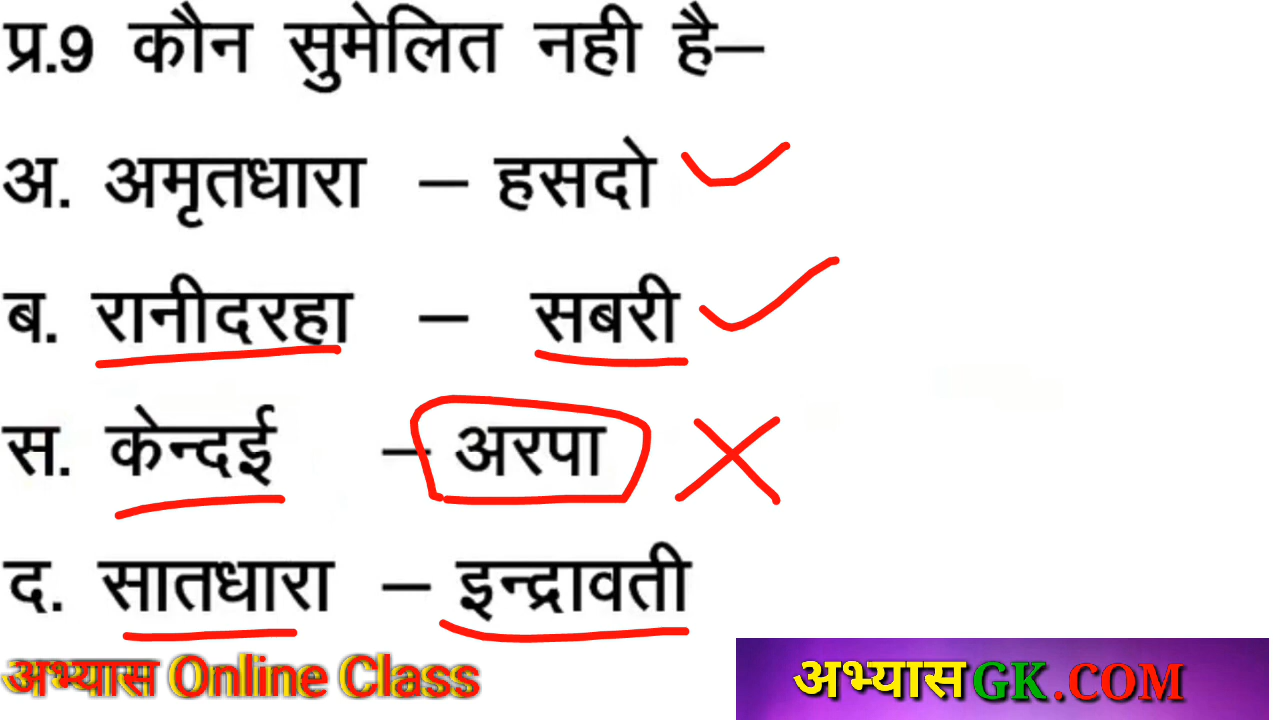 प्र.9 कौन सुमेलित नही है–
अ. अमृतधारा – हसदो
ब. रानीदरहा – सबरी
स. केन्दई – अरपा
द. सातधारा – इन्द्रावती
अभ्यास Online Class
अभ्यासGK.COM